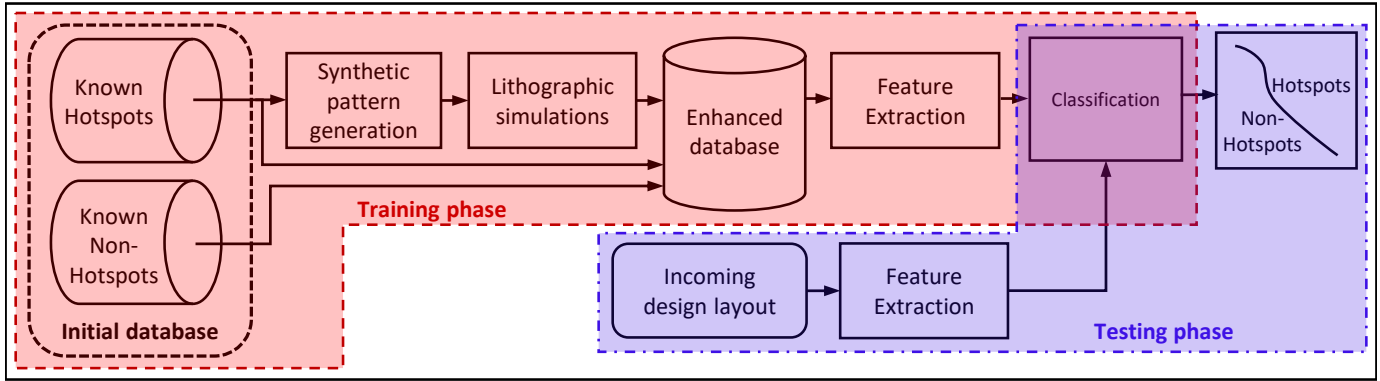 Known
Hotspots
Synthetic
pattern
generation
Lithographic
simulations
Enhanced
database
Feature
Extraction
Classification
Hotspots
Non-
Hotspots
Known
Non-
Hotspots
Initial database
Training phase
Incoming
design layout
Feature
Extraction
Testing phase